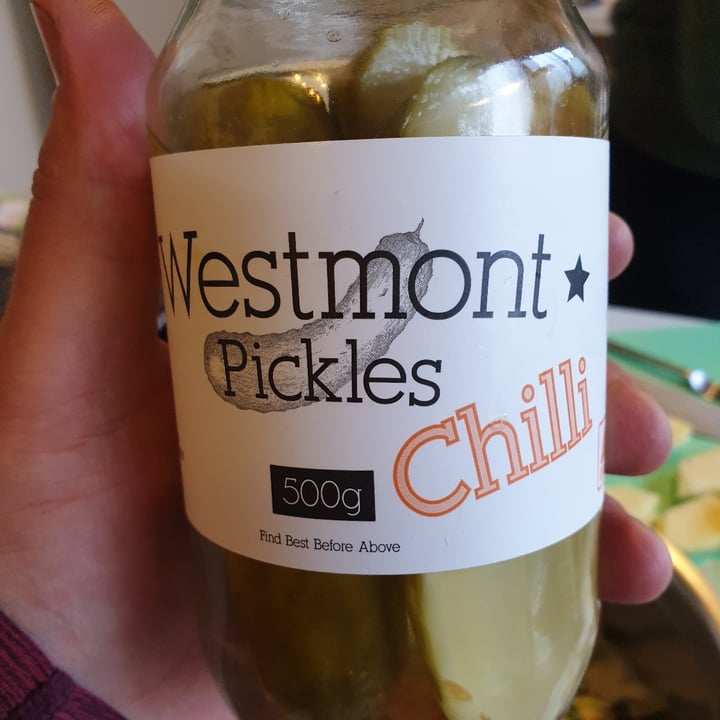 Westmont
Pickles
Chilli
500g
Find Best Before Above